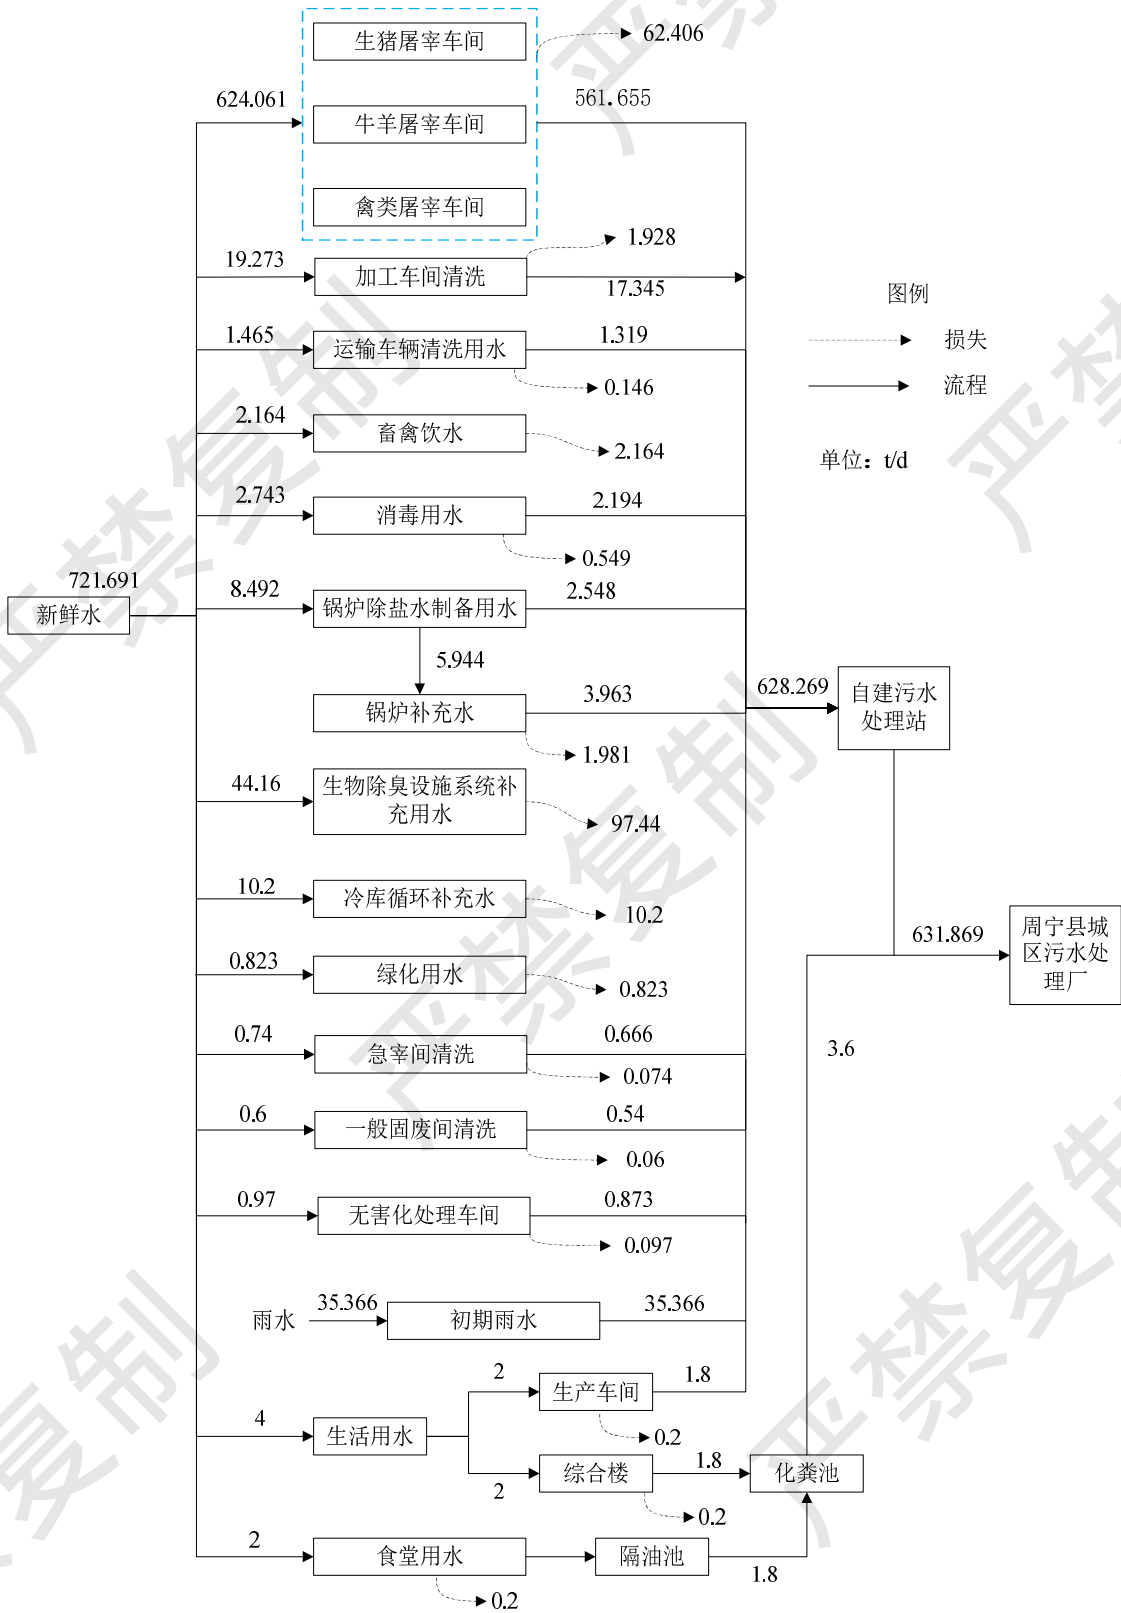 生猪屠宰车间
62.406
624.061
561.655
牛羊屠宰车间
禽类屠宰车间
1.928
19.273
加工车间清洗
17.345
图例
1.465
运输车辆清洗用水
1.319
损失
0.146
流程
2.164
畜禽饮水
2.164
单位：t/d
2.743
消毒用水
2.194
0.549
721.691
新鲜水
8.492
锅炉除盐水制备用水
2.548
5.944
锅炉补充水
3.963
628.269
自建污水
处理站
1.981
44.16
生物除臭设施系统补
充用水
97.44
10.2
冷库循环补充水
10.2
631.869
周宁县城
区污水处
理厂
0.823
绿化用水
0.823
0.74
急宰间清洗
0.666
3.6
0.074
0.6
一般固废间清洗
0.54
0.06
0.97
无害化处理车间
0.873
0.097
雨水
35.366
初期雨水
35.366
2
生产车间
1.8
4
生活用水
0.2
2
综合楼
1.8
化粪池
0.2
2
食堂用水
隔油池
1.8
0.2
严禁复制
严禁复制
严禁复制